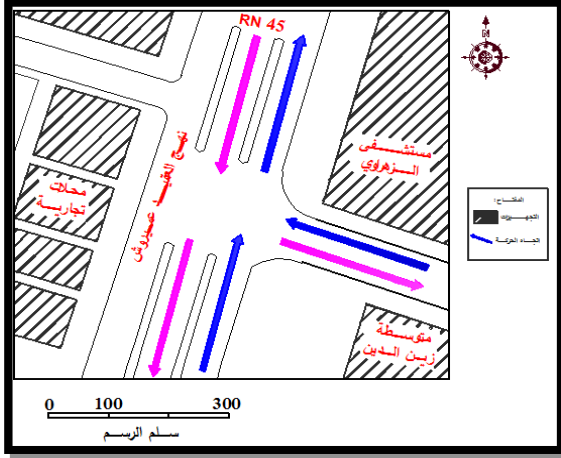 RN 45
N
مستشفى
الزهراوي
نهج العقيد عميروش
محلات
تجارية
متوسطة
زين الدين
المفتاح:
التجهيزات
اتجاه الحركة
0 100 300
سلم الرسم